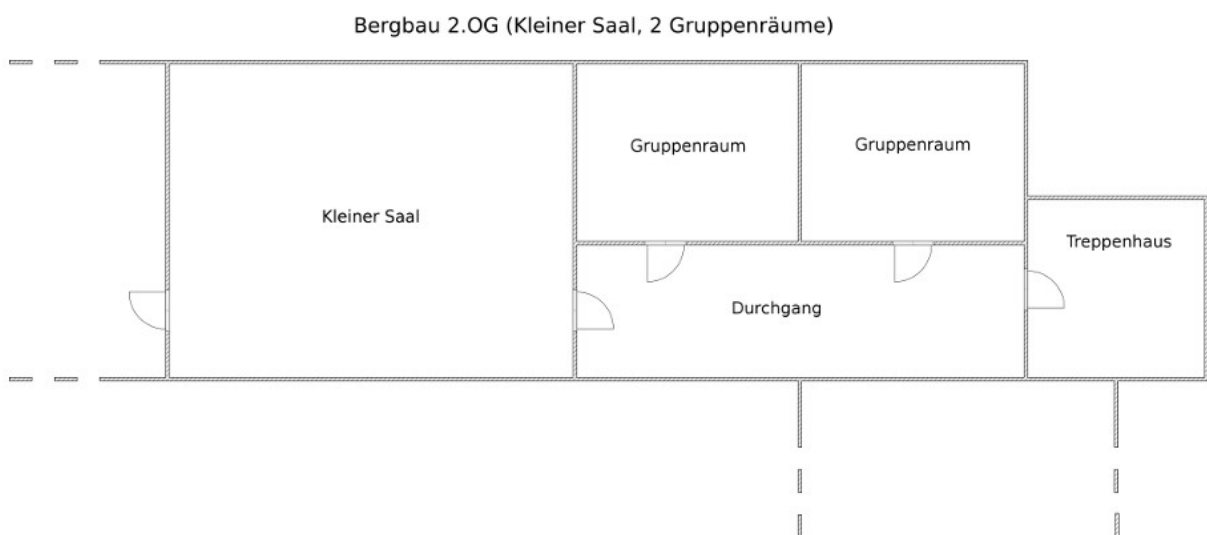 Bergbau 2.OG (Kleiner Saal, 2 Gruppenräume)
Gruppenraum
Gruppenraum
Kleiner Saal
Treppenhaus
Durchgang